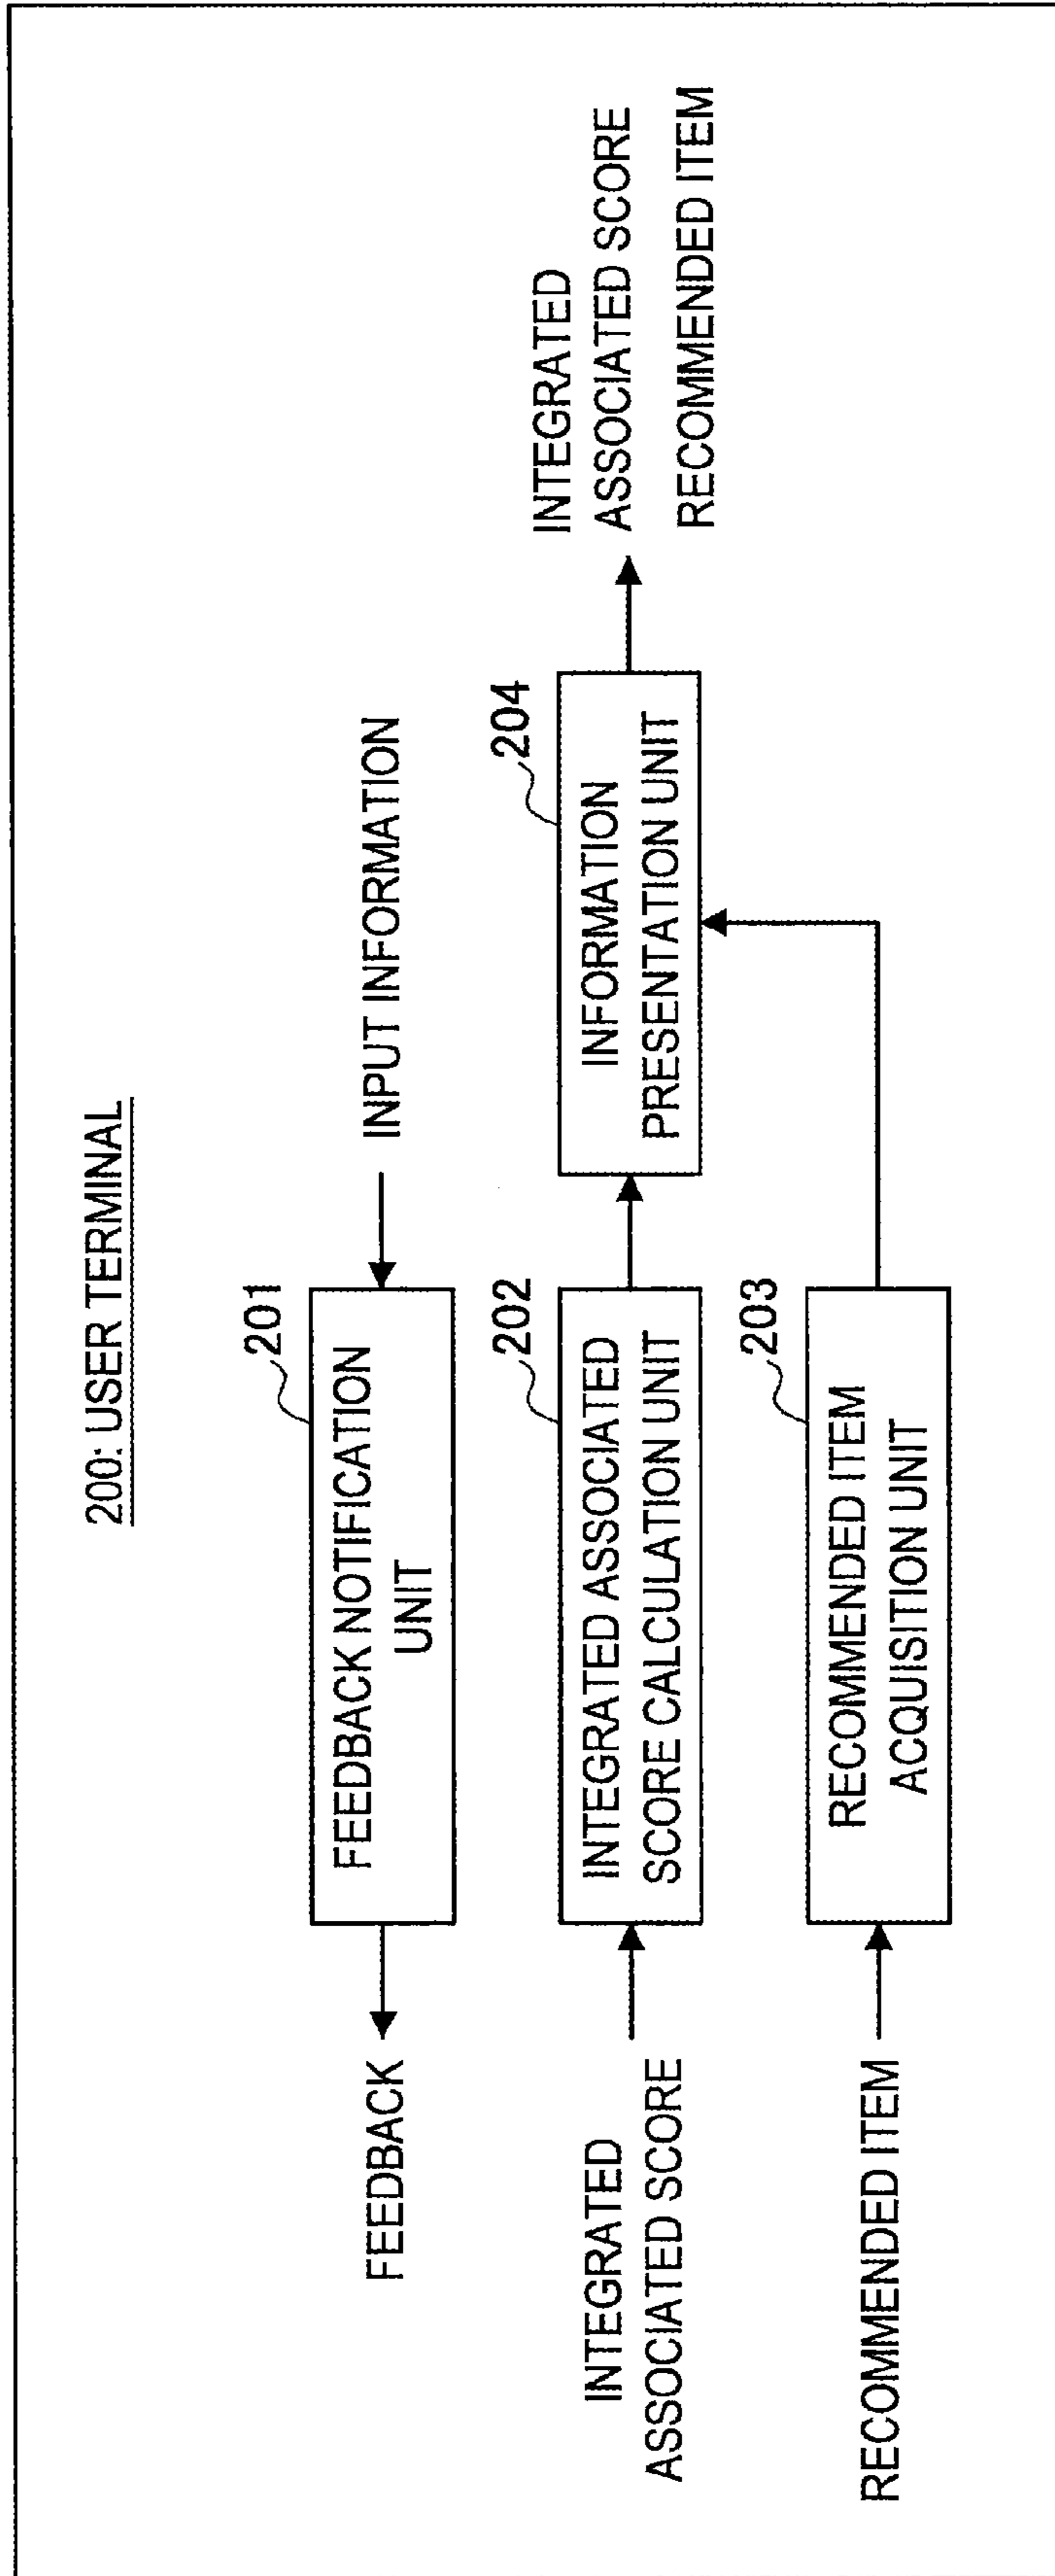 200: USER TERMINAL
201
FEEDBACK
FEEDBACK NOTIFICATION
UNIT
INPUT INFORMATION
202
204
INTEGRATED
ASSOCIATED SCORE
INTEGRATED ASSOCIATED
SCORE CALCULATION UNIT
INFORMATION
PRESENTATION UNIT
INTEGRATED
ASSOCIATED SCORE
RECOMMENDED ITEM
203
RECOMMENDED ITEM
RECOMMENDED ITEM
ACQUISITION UNIT